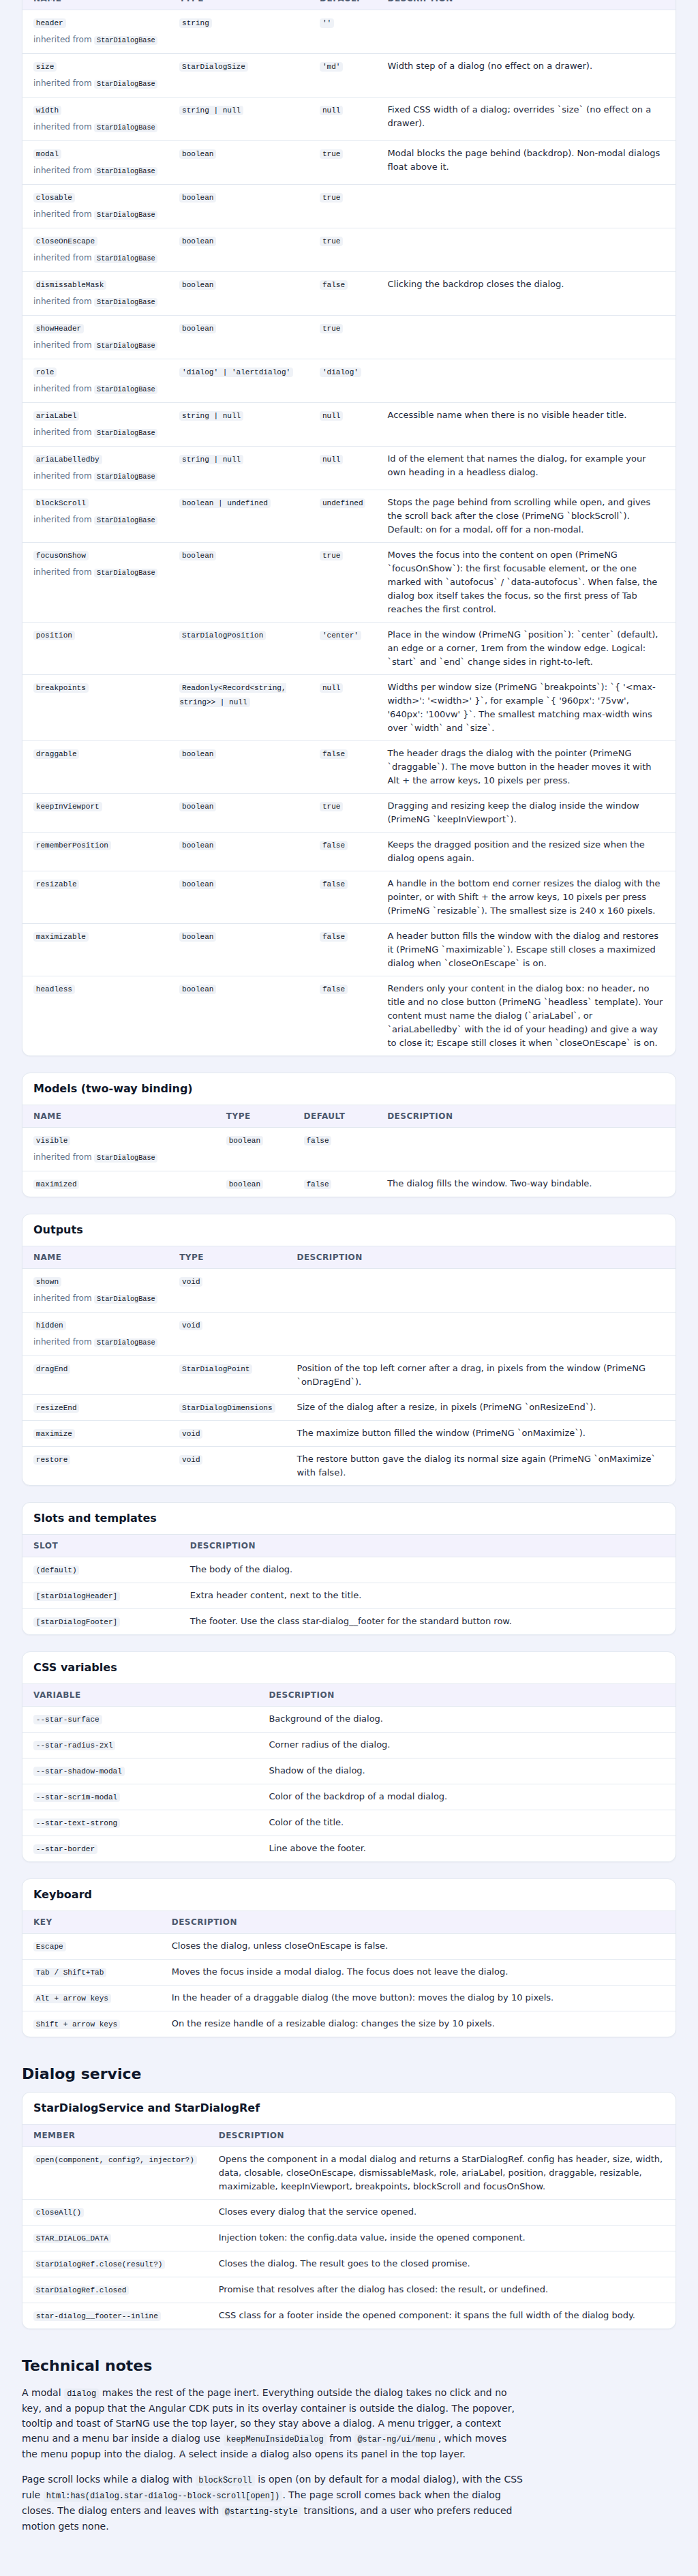 header string ''
inherited from StarDialogBase
size StarDialogSize 'md' Width step of a dialog (no effect on a drawer).
inherited from StarDialogBase
width string | null null Fixed CSS width of a dialog; overrides `size` (no effect on a
drawer).
inherited from StarDialogBase
modal boolean true Modal blocks the page behind (backdrop). Non-modal dialogs
float above it.
inherited from StarDialogBase
closable boolean true
inherited from StarDialogBase
closeOnEscape boolean true
inherited from StarDialogBase
dismissableMask boolean false Clicking the backdrop closes the dialog.
inherited from StarDialogBase
showHeader boolean true
inherited from StarDialogBase
role 'dialog' | 'alertdialog' 'dialog'
inherited from StarDialogBase
ariaLabel string | null null Accessible name when there is no visible header title.
inherited from StarDialogBase
ariaLabelledby string | null null Id of the element that names the dialog, for example your
own heading in a headless dialog.
inherited from StarDialogBase
blockScroll boolean | undefined undefined Stops the page behind from scrolling while open, and gives
the scroll back after the close (PrimeNG `blockScroll`).
inherited from StarDialogBase
Default: on for a modal, off for a non-modal.
focusOnShow boolean true Moves the focus into the content on open (PrimeNG
`focusOnShow`): the first focusable element, or the one
inherited from StarDialogBase
marked with `autofocus` / `data-autofocus`. When false, the
dialog box itself takes the focus, so the first press of Tab
reaches the first control.
position StarDialogPosition 'center' Place in the window (PrimeNG `position`): `center` (default),
an edge or a corner, 1rem from the window edge. Logical:
`start` and `end` change sides in right-to-left.
breakpoints Readonly<Record<string, null Widths per window size (PrimeNG `breakpoints`): `{ '<max-
string>> | null width>': '<width>' }`, for example `{ '960px': '75vw',
'640px': '100vw' }`. The smallest matching max-width wins
over `width` and `size`.
draggable boolean false The header drags the dialog with the pointer (PrimeNG
`draggable`). The move button in the header moves it with
Alt + the arrow keys, 10 pixels per press.
keepInViewport boolean true Dragging and resizing keep the dialog inside the window
(PrimeNG `keepInViewport`).
rememberPosition boolean false Keeps the dragged position and the resized size when the
dialog opens again.
resizable boolean false A handle in the bottom end corner resizes the dialog with the
pointer, or with Shift + the arrow keys, 10 pixels per press
(PrimeNG `resizable`). The smallest size is 240 x 160 pixels.
maximizable boolean false A header button fills the window with the dialog and restores
it (PrimeNG `maximizable`). Escape still closes a maximized
dialog when `closeOnEscape` is on.
headless boolean false Renders only your content in the dialog box: no header, no
title and no close button (PrimeNG `headless` template). Your
content must name the dialog (`ariaLabel`, or
`ariaLabelledby` with the id of your heading) and give a way
to close it; Escape still closes it when `closeOnEscape` is on.
Models (two-way binding)
NAME TYPE DEFAULT DESCRIPTION
visible boolean false
inherited from StarDialogBase
maximized boolean false The dialog fills the window. Two-way bindable.
Outputs
NAME TYPE DESCRIPTION
shown void
inherited from StarDialogBase
hidden void
inherited from StarDialogBase
dragEnd StarDialogPoint Position of the top left corner after a drag, in pixels from the window (PrimeNG
`onDragEnd`).
resizeEnd StarDialogDimensions Size of the dialog after a resize, in pixels (PrimeNG `onResizeEnd`).
maximize void The maximize button filled the window (PrimeNG `onMaximize`).
restore void The restore button gave the dialog its normal size again (PrimeNG `onMaximize`
with false).
Slots and templates
SLOT DESCRIPTION
(default) The body of the dialog.
[starDialogHeader] Extra header content, next to the title.
[starDialogFooter] The footer. Use the class star-dialog__footer for the standard button row.
CSS variables
VARIABLE DESCRIPTION
--star-surface Background of the dialog.
--star-radius-2xl Corner radius of the dialog.
--star-shadow-modal Shadow of the dialog.
--star-scrim-modal Color of the backdrop of a modal dialog.
--star-text-strong Color of the title.
--star-border Line above the footer.
Keyboard
KEY DESCRIPTION
Escape Closes the dialog, unless closeOnEscape is false.
Tab / Shift+Tab Moves the focus inside a modal dialog. The focus does not leave the dialog.
Alt + arrow keys In the header of a draggable dialog (the move button): moves the dialog by 10 pixels.
Shift + arrow keys On the resize handle of a resizable dialog: changes the size by 10 pixels.
Dialog service
StarDialogService and StarDialogRef
MEMBER DESCRIPTION
open(component, config?, injector?) Opens the component in a modal dialog and returns a StarDialogRef. config has header, size, width,
data, closable, closeOnEscape, dismissableMask, role, ariaLabel, position, draggable, resizable,
maximizable, keepInViewport, breakpoints, blockScroll and focusOnShow.
closeAll() Closes every dialog that the service opened.
STAR_DIALOG_DATA Injection token: the config.data value, inside the opened component.
StarDialogRef.close(result?) Closes the dialog. The result goes to the closed promise.
StarDialogRef.closed Promise that resolves after the dialog has closed: the result, or undefined.
star-dialog__footer--inline CSS class for a footer inside the opened component: it spans the full width of the dialog body.
Technical notes
A modal dialog makes the rest of the page inert. Everything outside the dialog takes no click and no
key, and a popup that the Angular CDK puts in its overlay container is outside the dialog. The popover,
tooltip and toast of StarNG use the top layer, so they stay above a dialog. A menu trigger, a context
menu and a menu bar inside a dialog use keepMenuInsideDialog from @star-ng/ui/menu, which moves
the menu popup into the dialog. A select inside a dialog also opens its panel in the top layer.
Page scroll locks while a dialog with blockScroll is open (on by default for a modal dialog), with the CSS
rule html:has(dialog.star-dialog--block-scroll[open]). The page scroll comes back when the dialog
closes. The dialog enters and leaves with @starting-style transitions, and a user who prefers reduced
motion gets none.